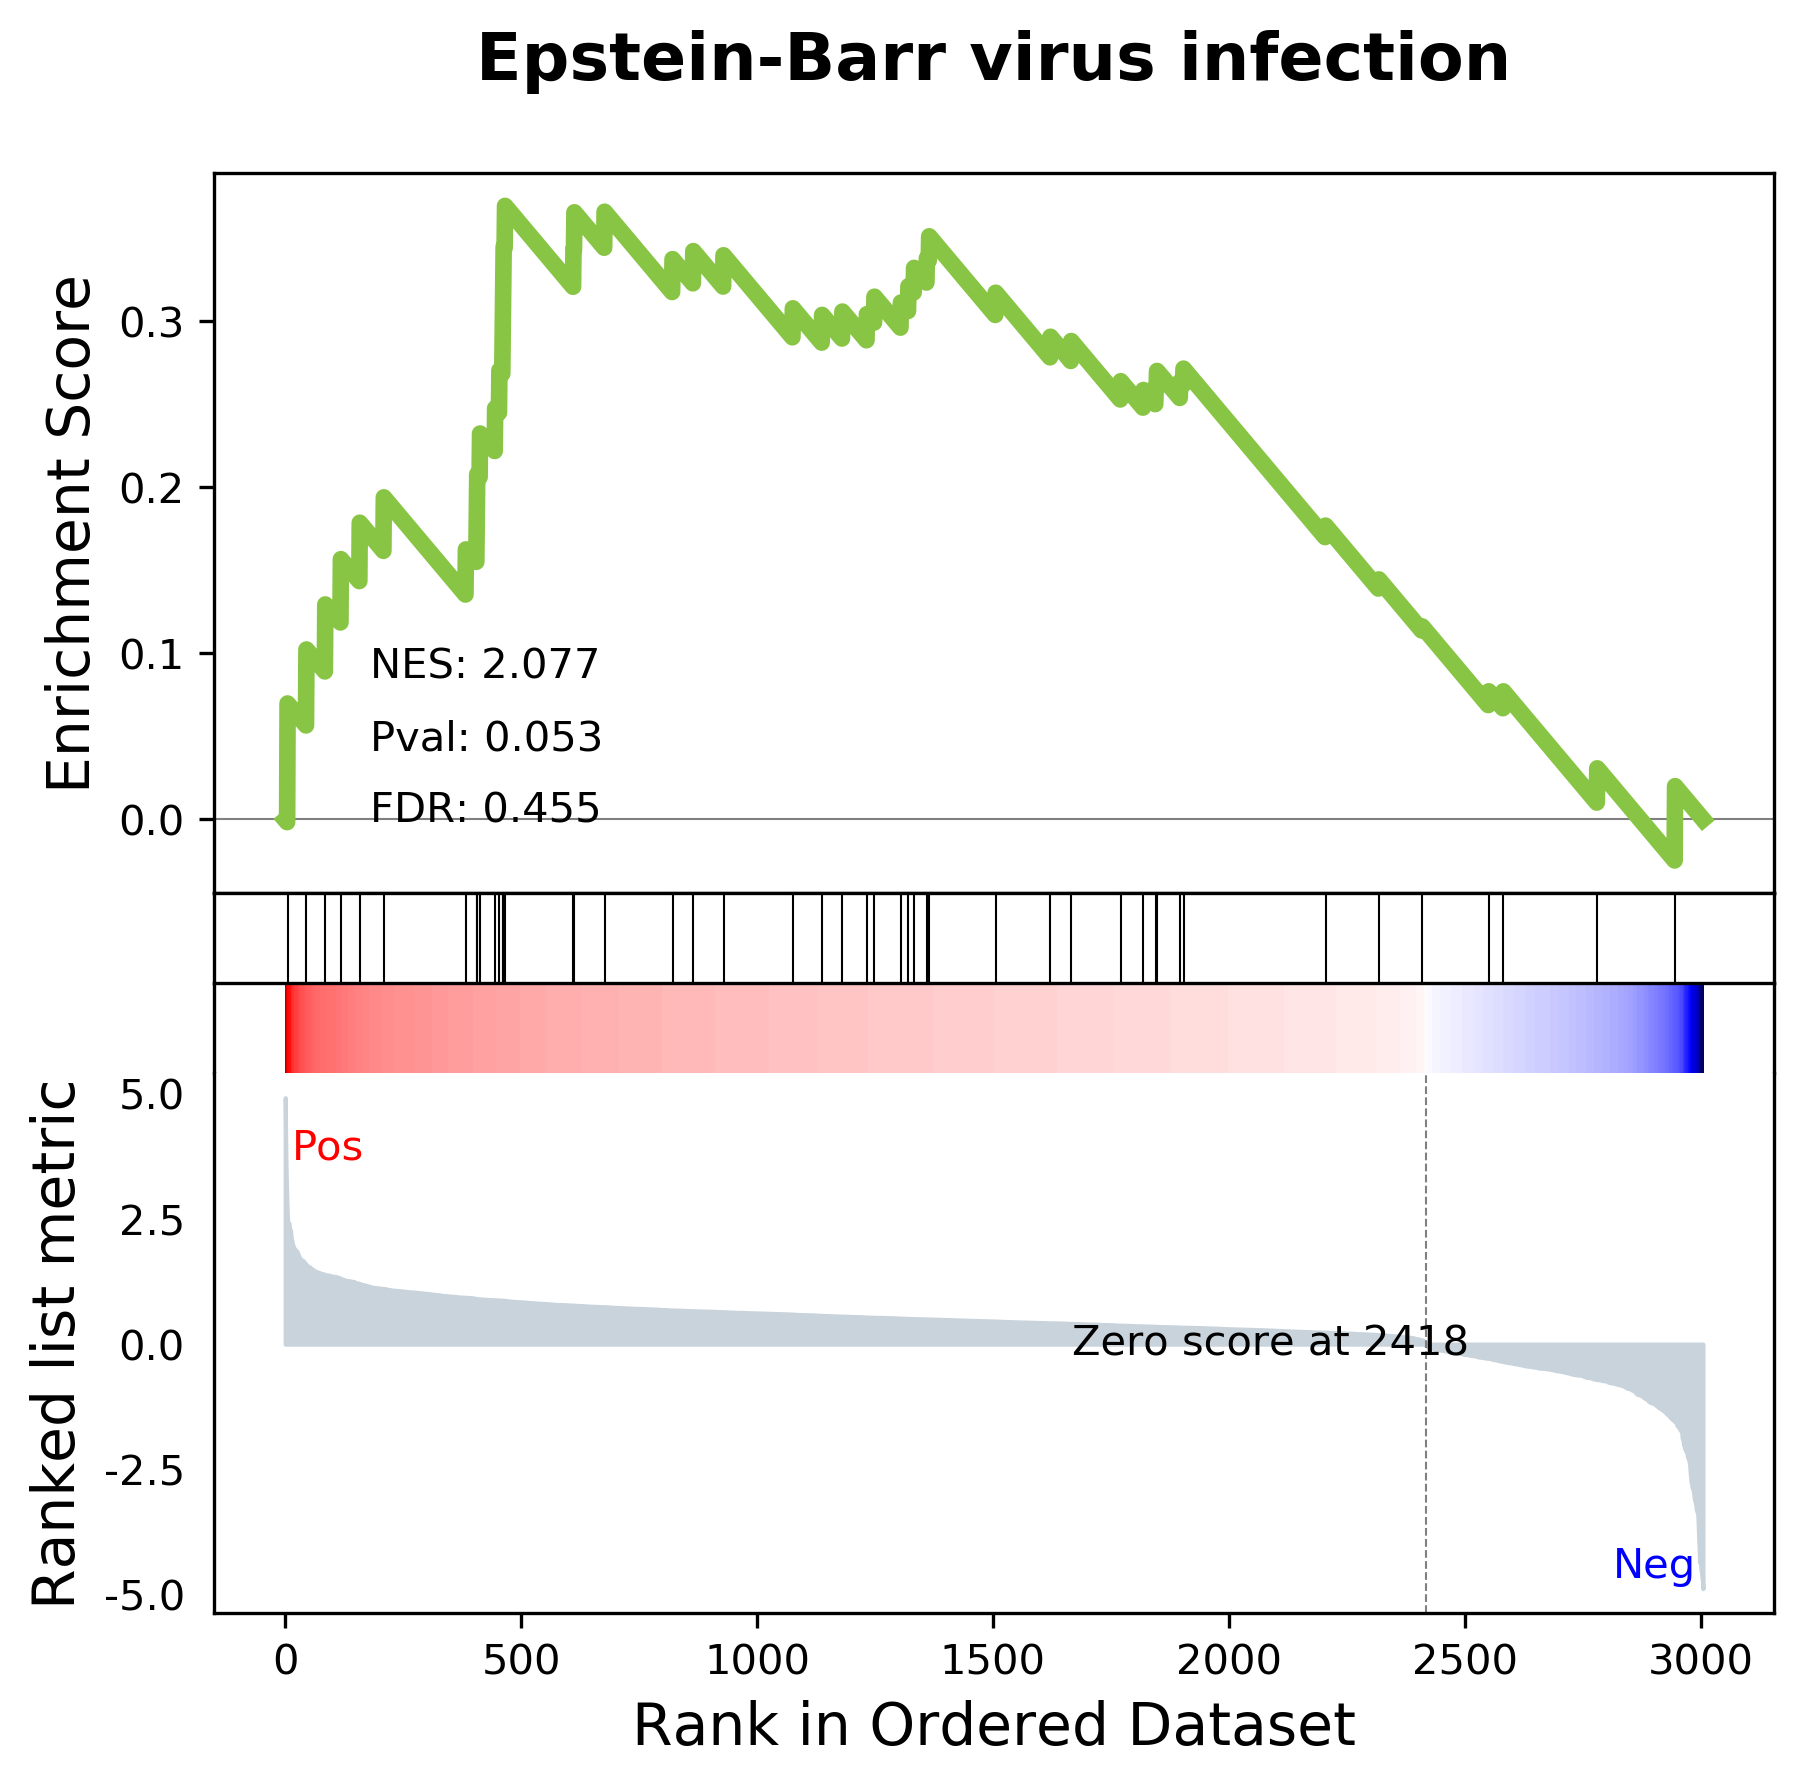 Epstein-Barr virus infection
Enrichment Score
0.3
0.2
0.1
0.0
NES: 2.077
Pval: 0.053
FDR: 0.455
Ranked list metric
5.0
2.5
0.0
-2.5
-5.0
Pos
Zero score at 2418
Neg
0 500 1000 1500 2000 2500 3000
Rank in Ordered Dataset